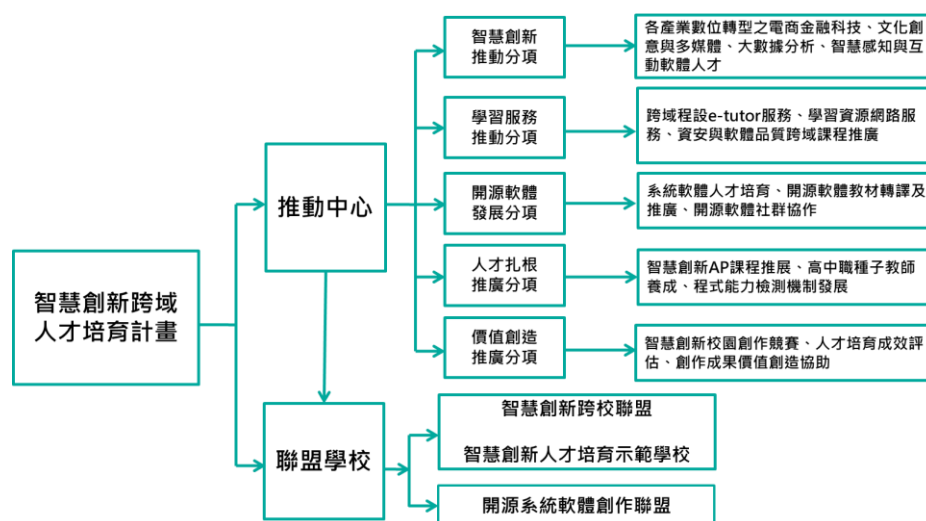 智慧創新跨域
人才培育計畫
推動中心
聯盟學校
智慧創新
推動分項
各產業數位轉型之電商金融科技、文化創
意與多媒體、大數據分析、智慧感知與互
動軟體人才
學習服務
推動分項
跨域程設e-tutor服務、學習資源網路服
務、資安與軟體品質跨域課程推廣
開源軟體
發展分項
系統軟體人才培育、開源軟體教材轉譯及
推廣、開源軟體社群協作
人才扎根
推廣分項
智慧創新AP課程推展、高中職種子教師
養成、程式能力檢測機制發展
價值創造
推廣分項
智慧創新校園創作競賽、人才培育成效評
估、創作成果價值創造協助
智慧創新跨校聯盟
智慧創新人才培育示範學校
開源系統軟體創作聯盟